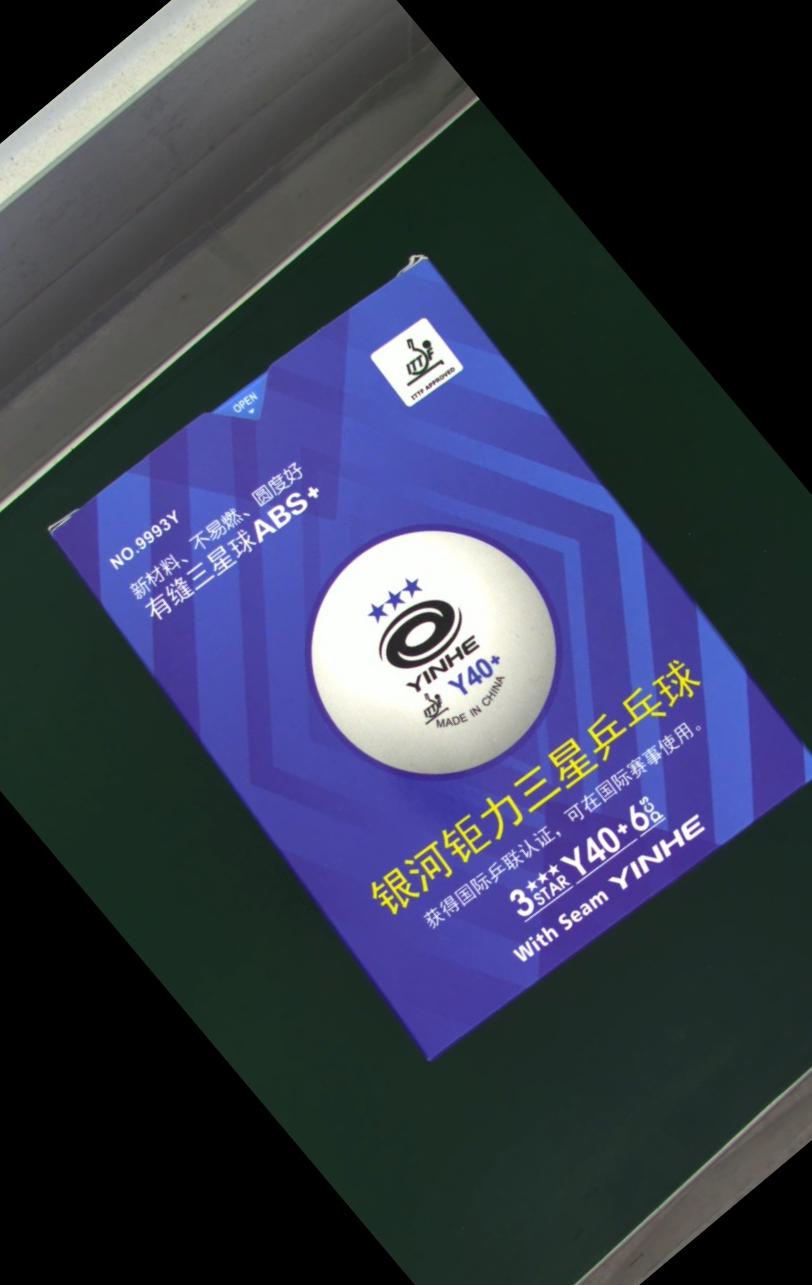 ITTF APPROVED
OPEN
NO.9993Y
新材料、不易燃、圆度好
有缝三星球ABS+
★★★
YINHE
ITTF Y40+
MADE IN CHINA
银河钜力三星乒乓球
获得国际乒联认证，可在国际赛事使用。
3★★★STAR Y40+6PCS
With Seam YINHE